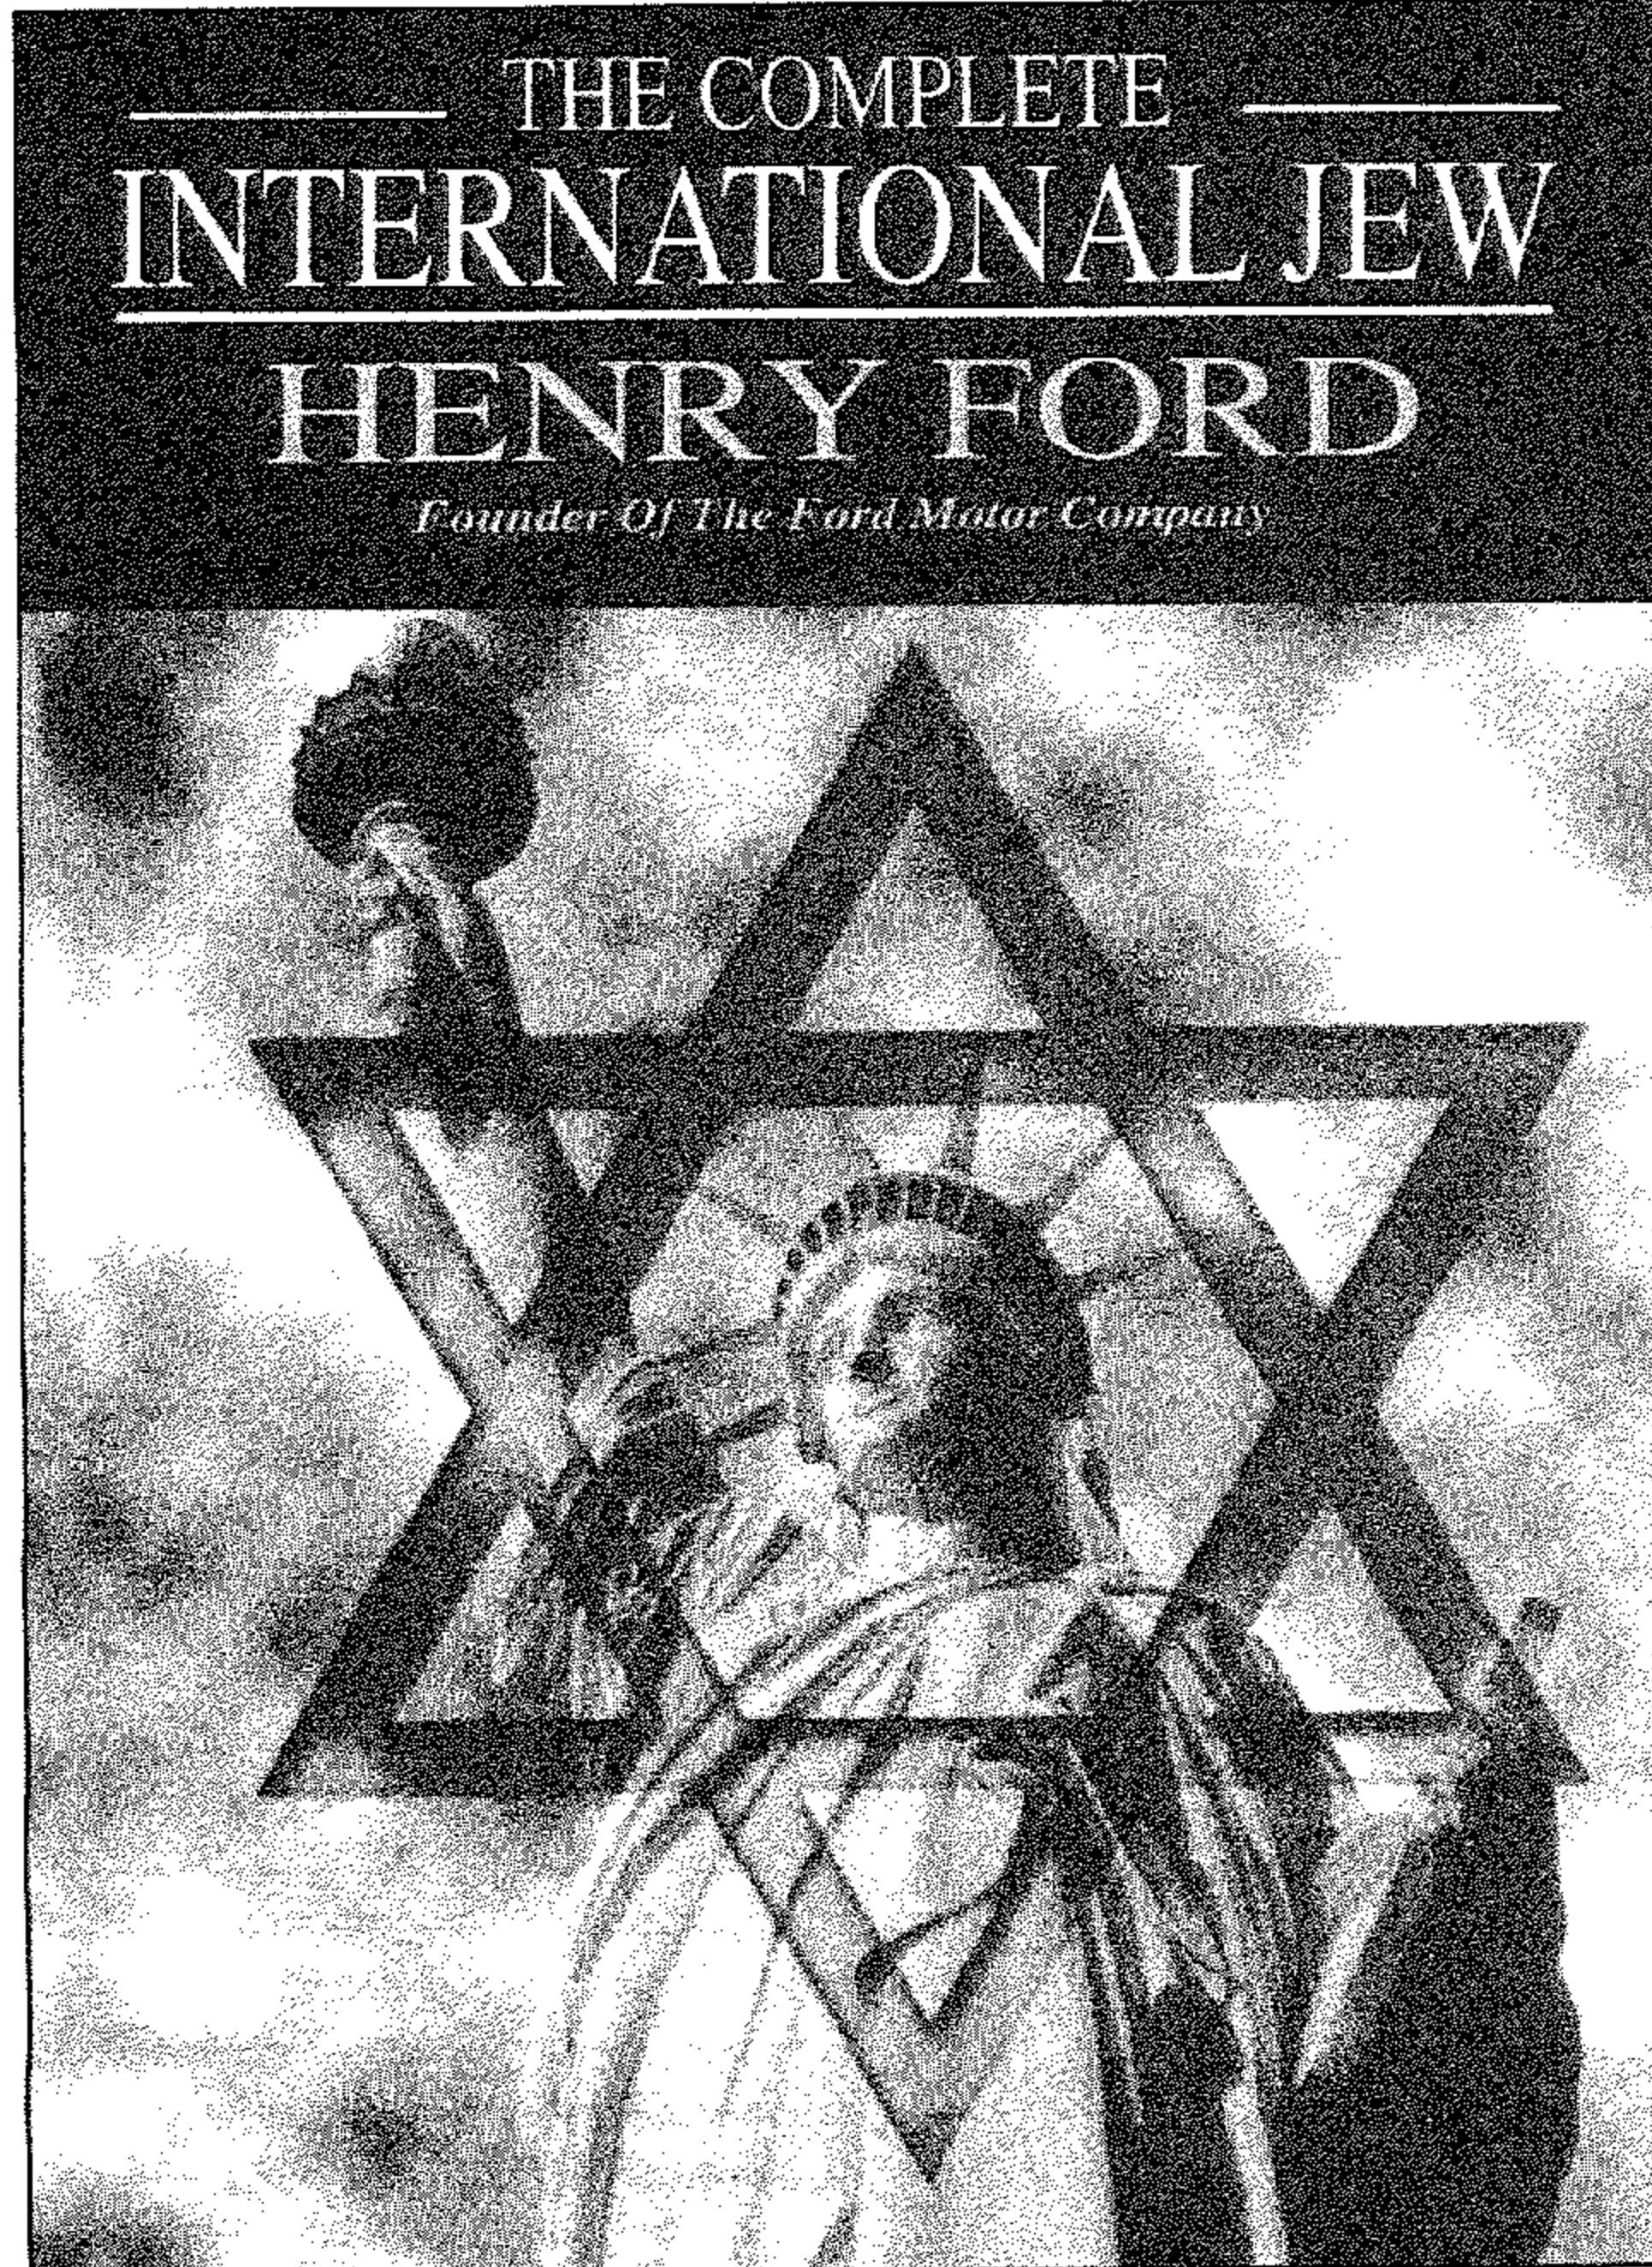 THE COMPLETE
INTERNATIONAL JEW
HENRY FORD
Founder Of The Ford Motor Company